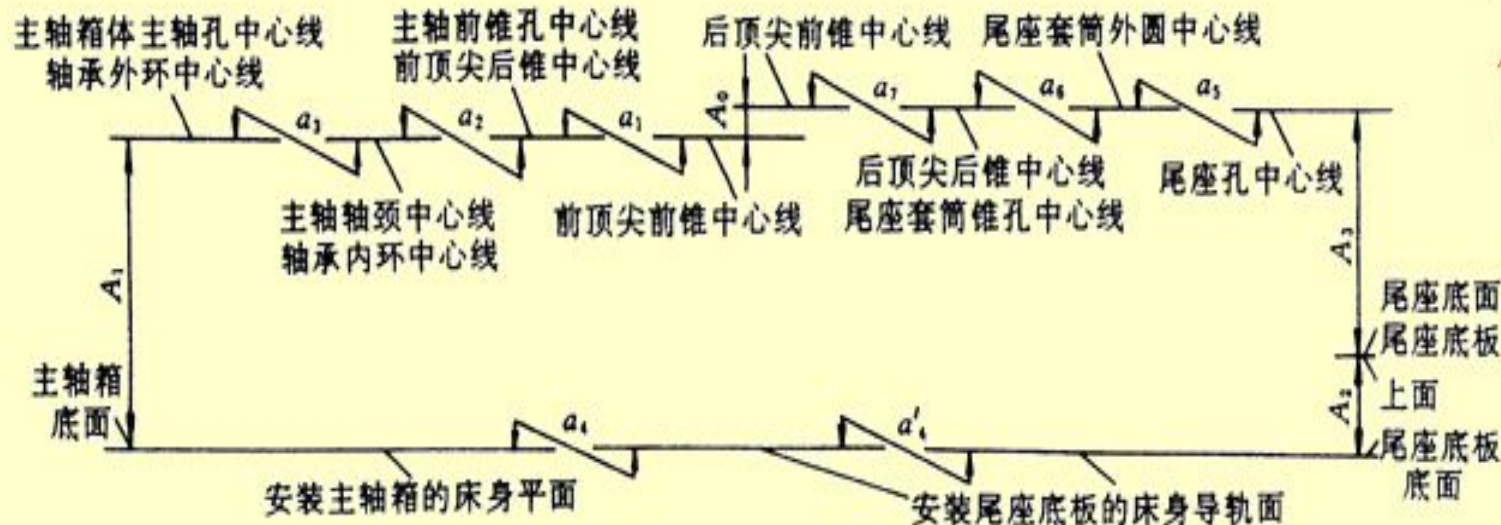 主轴箱体主轴孔中心线
轴承外环中心线
主轴前锥孔中心线
前顶尖后锥中心线
后顶尖前锥中心线
尾座套筒外圆中心线
a₃
a₂
a₁
A₀
a₇
a₆
a₅
主轴轴颈中心线
轴承内环中心线
前顶尖前锥中心线
后顶尖后锥中心线
尾座套筒锥孔中心线
尾座孔中心线
A₁
A₃
尾座底面
尾座底板
上面
主轴箱
底面
A₂
a₄
a'₄
尾座底板
底面
安装主轴箱的床身平面
安装尾座底板的床身导轨面